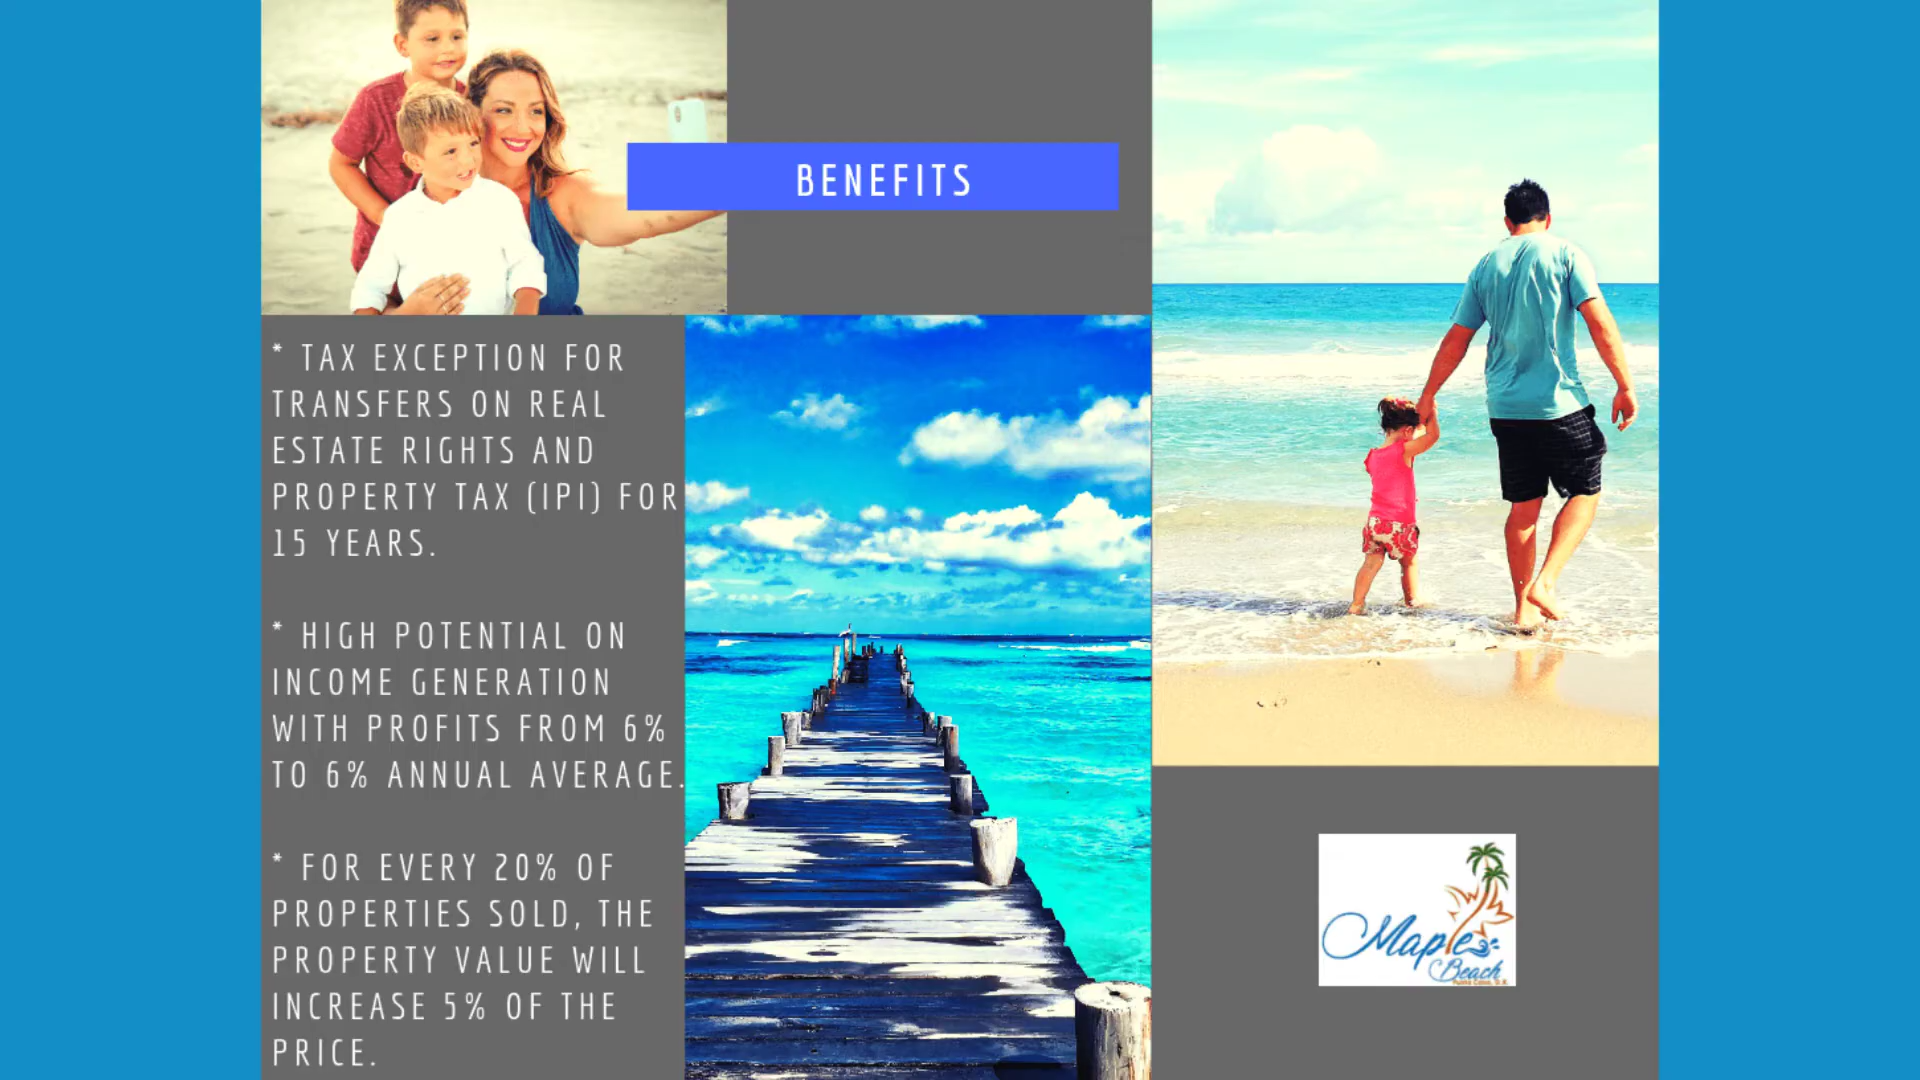 BENEFITS
* TAX EXCEPTION FOR
TRANSFERS ON REAL
ESTATE RIGHTS AND
PROPERTY TAX (IPI) FOR
15 YEARS.
* HIGH POTENTIAL ON
INCOME GENERATION
WITH PROFITS FROM 6%
TO 6% ANNUAL AVERAGE.
* FOR EVERY 20% OF
PROPERTIES SOLD, THE
PROPERTY VALUE WILL
INCREASE 5% OF THE
PRICE.
Maple
Beach
Punta Cana, D.R.